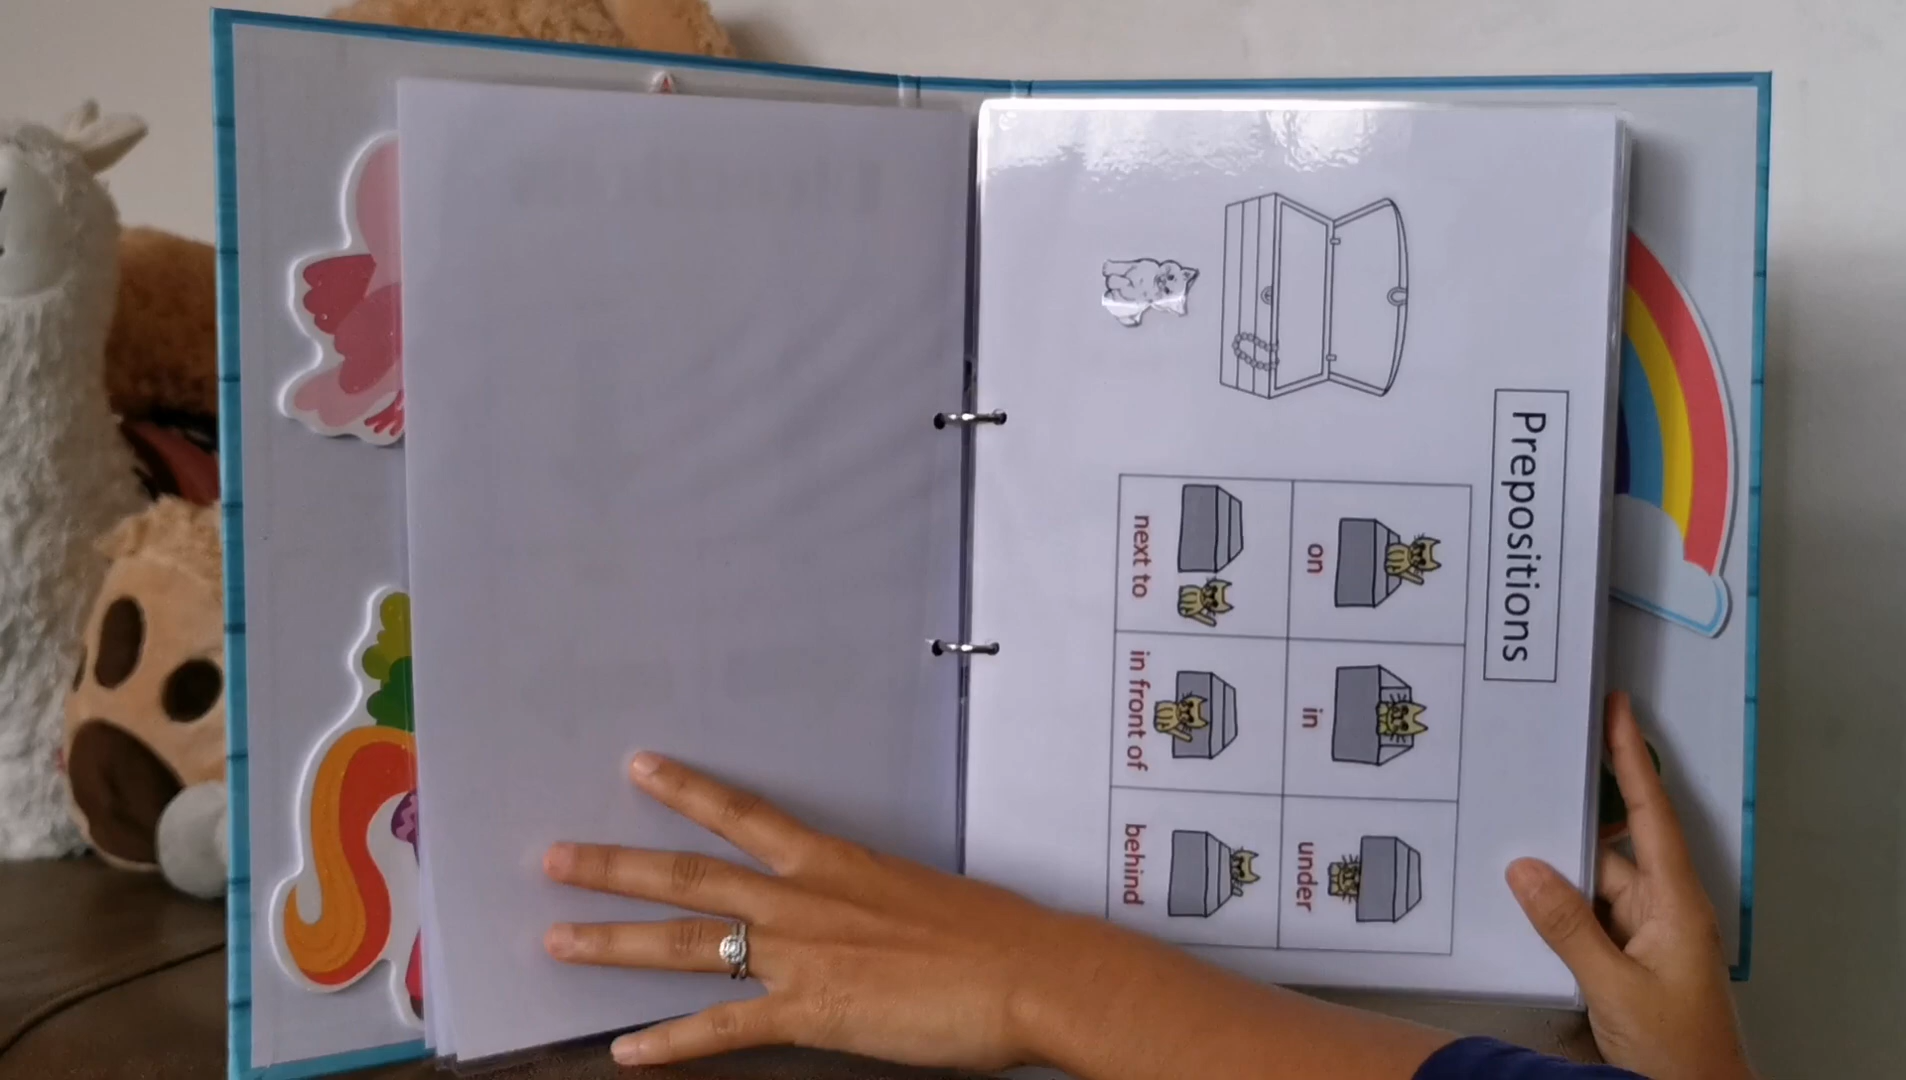 Prepositions
on
in
under
next to
in front of
behind